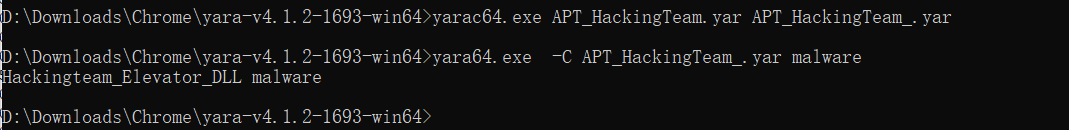 D:\Downloads\Chrome\yara-v4.1.2-1693-win64>yarac64.exe APT_HackingTeam.yar APT_HackingTeam_.yar
D:\Downloads\Chrome\yara-v4.1.2-1693-win64>yara64.exe  -C APT_HackingTeam_.yar malware
Hackingteam_Elevator_DLL malware
D:\Downloads\Chrome\yara-v4.1.2-1693-win64>